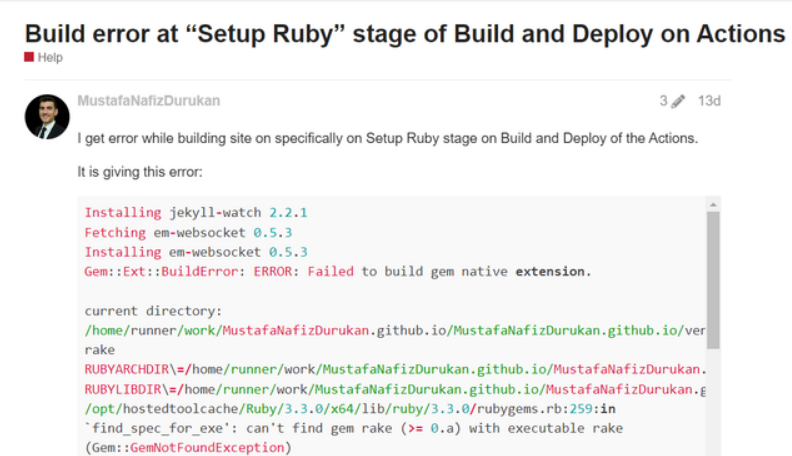 Build error at “Setup Ruby” stage of Build and Deploy on Actions
Help
MustafaNafizDurukan
3 13d
I get error while building site on specifically on Setup Ruby stage on Build and Deploy of the Actions.
It is giving this error:
Installing jekyll-watch 2.2.1
Fetching em-websocket 0.5.3
Installing em-websocket 0.5.3
Gem::Ext::BuildError: ERROR: Failed to build gem native extension.
current directory:
/home/runner/work/MustafaNafizDurukan.github.io/MustafaNafizDurukan.github.io/ver
rake
RUBYARCHDIR\=/home/runner/work/MustafaNafizDurukan.github.io/MustafaNafizDurukan.
RUBYLIBDIR\=/home/runner/work/MustafaNafizDurukan.github.io/MustafaNafizDurukan.g
/opt/hostedtoolcache/Ruby/3.3.0/x64/lib/ruby/3.3.0/rubygems.rb:259:in
`find_spec_for_exe': can't find gem rake (>= 0.a) with executable rake
(Gem::GemNotFoundException)